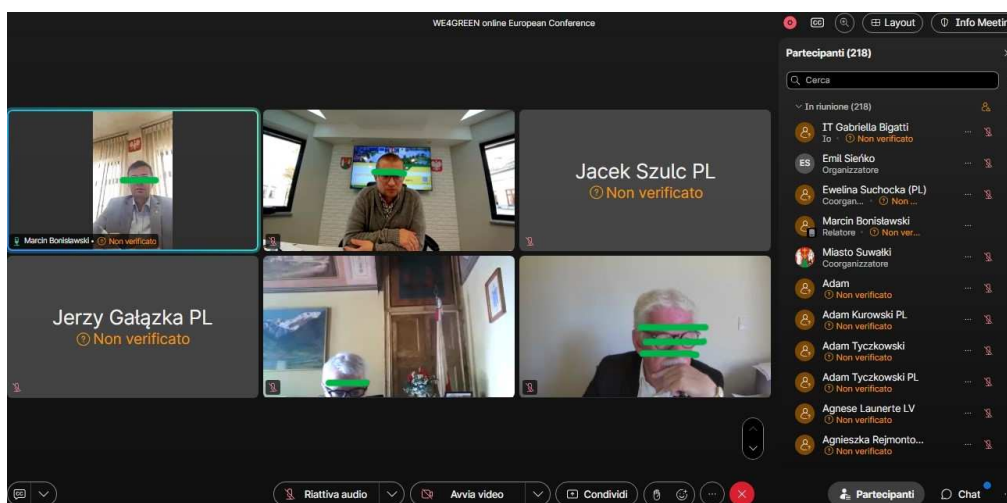 WE4GREEN online European Conference
CC
Layout
Info Meetin
Partecipanti (218)
Cerca
In riunione (218)
IT Gabriella Bigatti
Io · Non verificato
ES
Emil Sieńko
Organizzatore
Ewelina Suchocka (PL)
Coorgan... · Non ...
Marcin Bonisławski
Relatore · Non ver...
Miasto Suwałki
Coorganizzatore
Adam
Non verificato
Adam Kurowski PL
Non verificato
Adam Tyczkowski
Non verificato
Adam Tyczkowski PL
Non verificato
Agnese Launerte LV
Non verificato
Agnieszka Rejmonto...
Non verificato
Marcin Bonisławski • Non verificato
Jacek Szulc PL
Non verificato
Jerzy Gałązka PL
Non verificato
CC
Riattiva audio
Avvia video
Condividi
Partecipanti
Chat